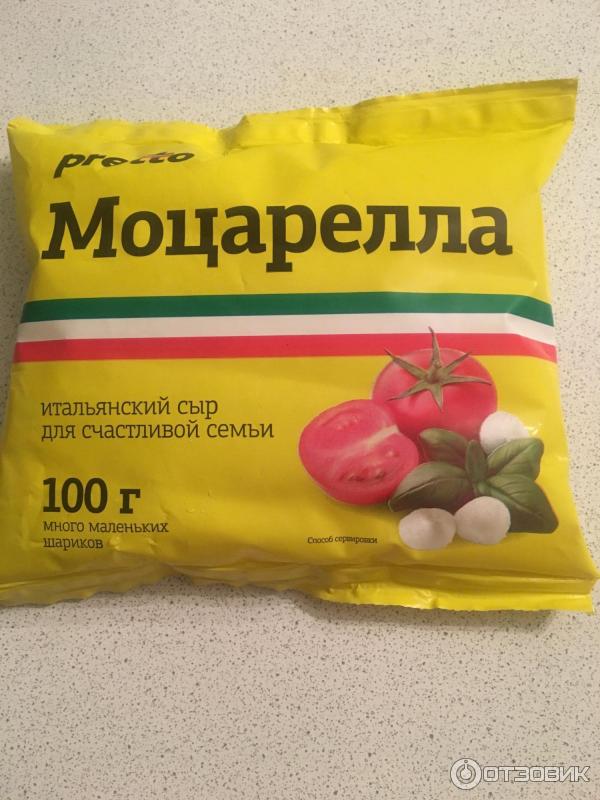 pretto
Моцарелла
итальянский сыр
для счастливой семьи
100 г
много маленьких
шариков
Способ сервировки
ОТЗОВИК